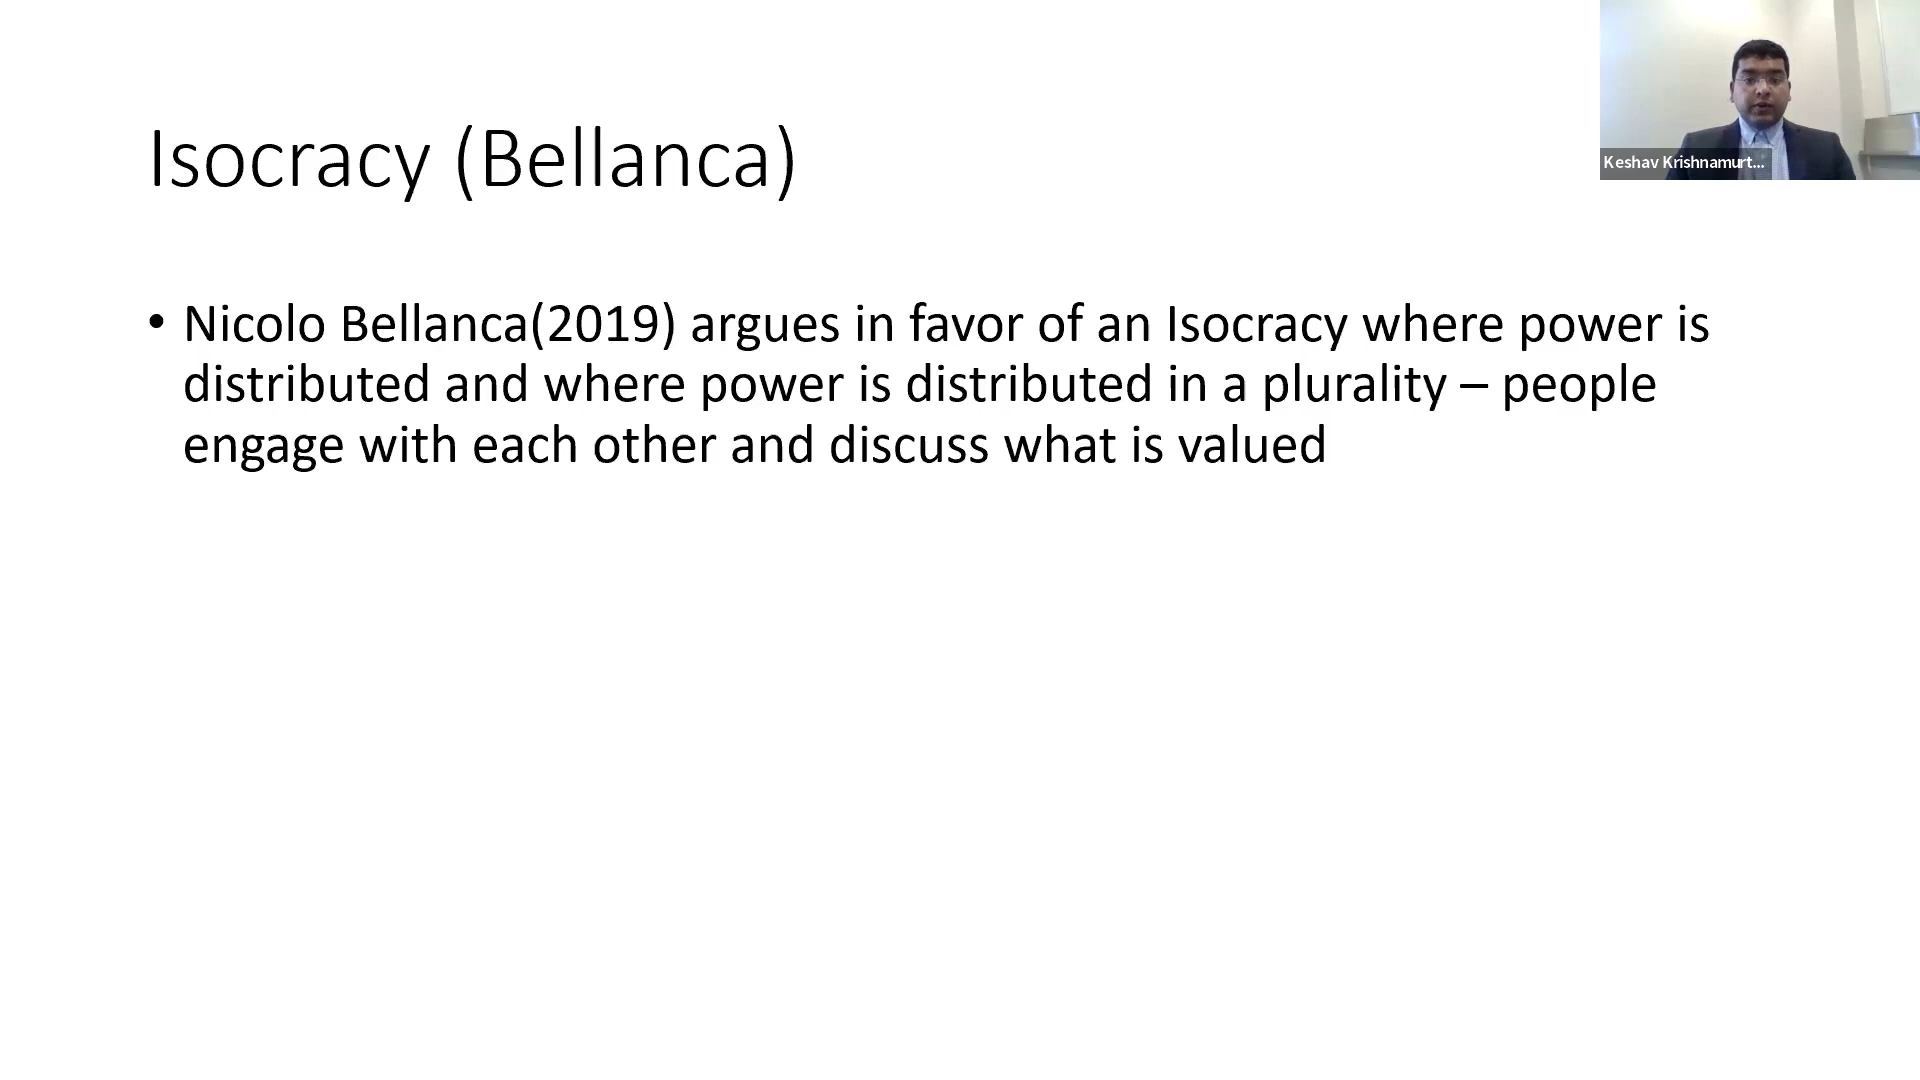 Isocracy (Bellanca)
Keshav Krishnamurt...
• Nicolo Bellanca(2019) argues in favor of an Isocracy where power is
distributed and where power is distributed in a plurality – people
engage with each other and discuss what is valued